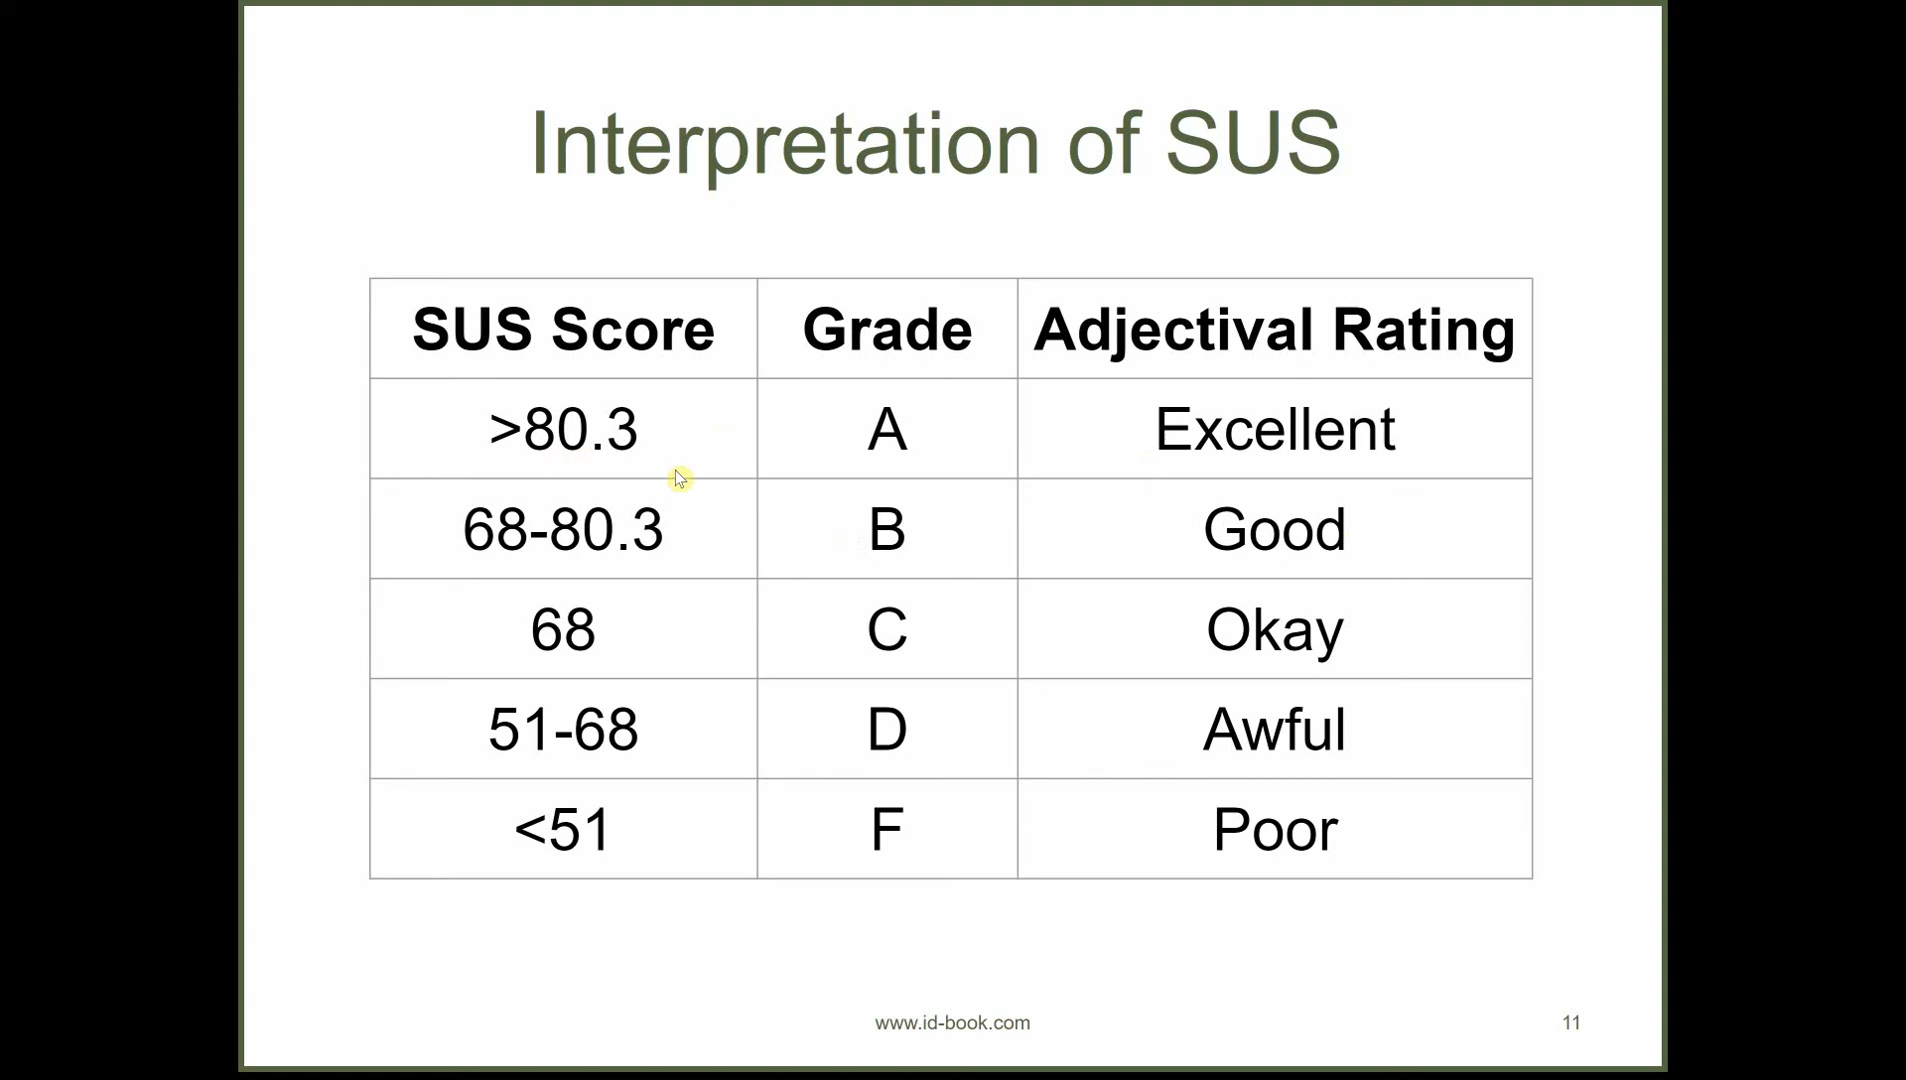 Interpretation of SUS
SUS Score Grade Adjectival Rating
>80.3 A Excellent
68-80.3 B Good
68 C Okay
51-68 D Awful
<51 F Poor
www.id-book.com 11